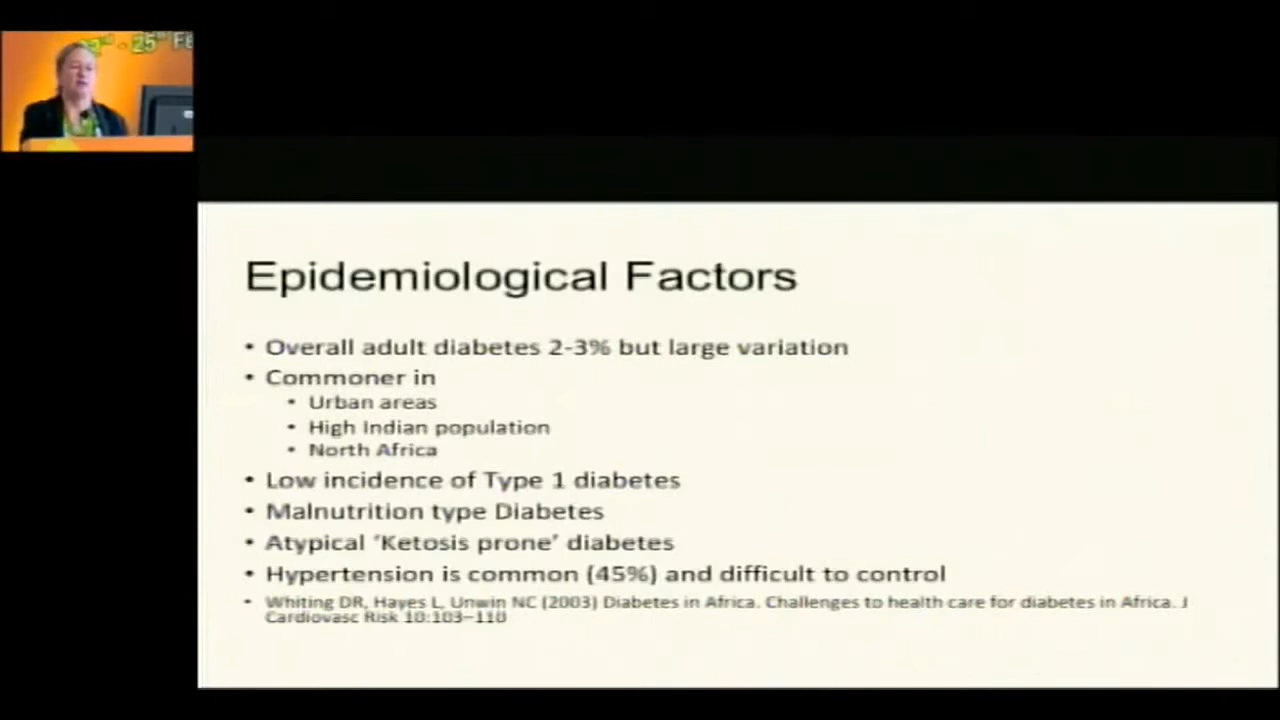 25th Fe
Epidemiological Factors
• Overall adult diabetes 2-3% but large variation
• Commoner in
• Urban areas
• High Indian population
• North Africa
• Low incidence of Type 1 diabetes
• Malnutrition type Diabetes
• Atypical ‘Ketosis prone’ diabetes
• Hypertension is common (45%) and difficult to control
• Whiting DR, Hayes L, Unwin NC (2003) Diabetes in Africa. Challenges to health care for diabetes in Africa. J
Cardiovasc Risk 10:103–110